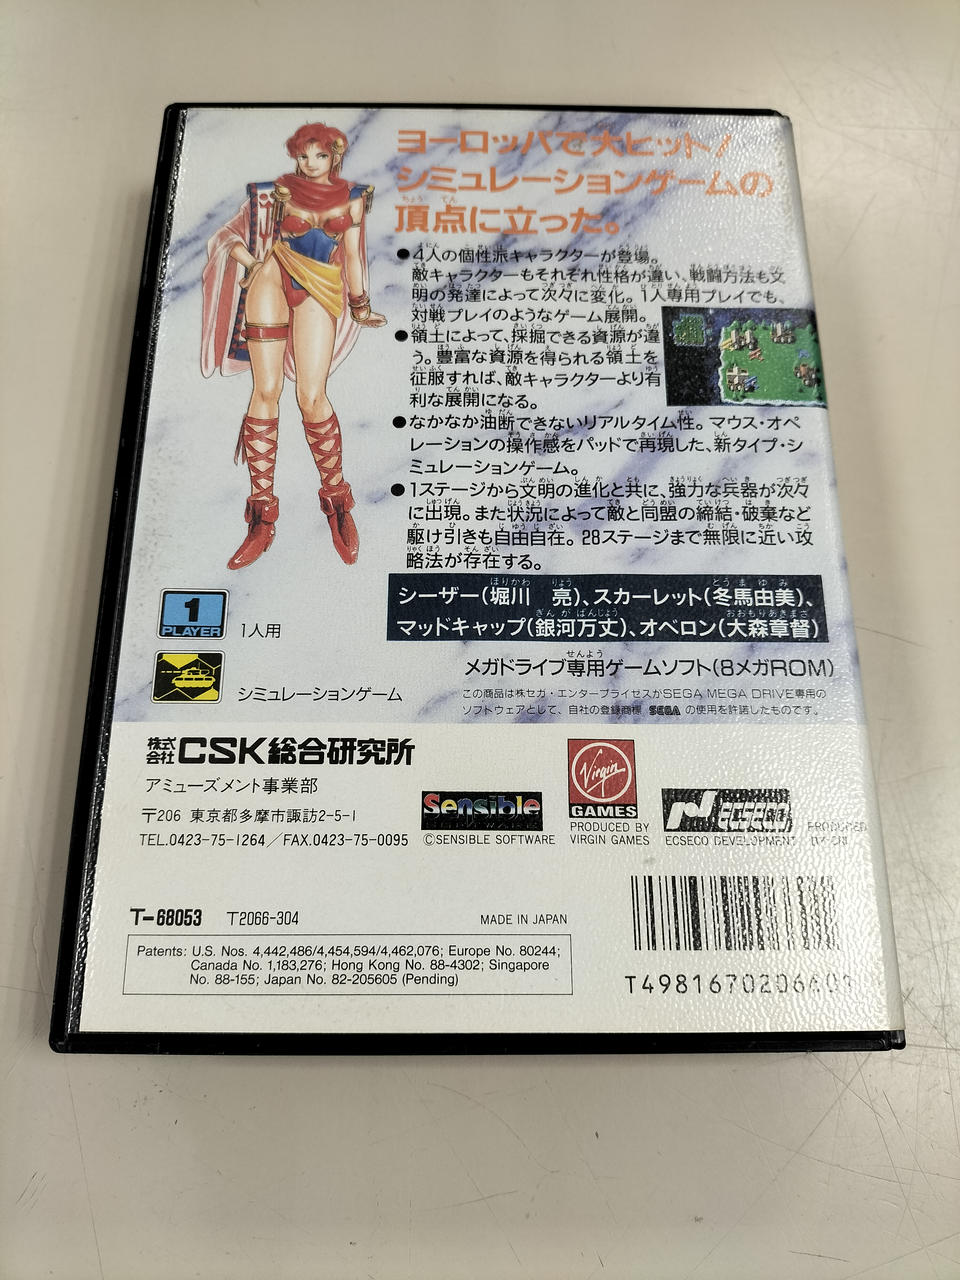 ヨーロッパで大ヒット!
シミュレーションゲームの
頂点に立った。
●4人の個性派キャラクターが登場。
敵キャラクターもそれぞれ性格が違い、戦闘方法も文
明の発達によって次々に変化。1人専用プレイでも、
対戦プレイのようなゲーム展開。
●領土によって、採掘できる資源が違
う。豊富な資源を得られる領土を
征服すれば、敵キャラクターより有
利な展開になる。
●なかなか油断できないリアルタイム性。マウス・オペ
レーションの操作感をパッドで再現した、新タイプ・シ
ミュレーションゲーム。
●1ステージから文明の進化と共に、強力な兵器が次々
に出現。また状況によって敵と同盟の締結・破棄など
駆け引きも自由自在。28ステージまで無限に近い攻
略法が存在する。
シーザー(堀川 亮)、スカーレット(冬馬由美)、
マッドキャップ(銀河万丈)、オベロン(大森章督)
メガドライブ専用ゲームソフト(8メガROM)
この商品は株セガ・エンタープライセスがSEGA MEGA DRIVE専用の
ソフトウェアとして、自社の登録商標 SEGA の使用を許諾したものです。
1
PLAYER
1人用
シミュレーションゲーム
株式会社CSK総合研究所
アミューズメント事業部
〒206 東京都多摩市諏訪2-5-1
TEL.0423-75-1264/FAX.0423-75-0095
Sensible
©SENSIBLE SOFTWARE
Virgin
GAMES
PRODUCED BY
VIRGIN GAMES
ECSECO
ECSECO DEVELOPMENT
PRODUCED
T-68053 T2066-304
MADE IN JAPAN
Patents: U.S. Nos. 4,442,486/4,454,594/4,462,076; Europe No. 80244;
Canada No. 1,183,276; Hong Kong No. 88-4302; Singapore
No. 88-155; Japan No. 82-205605 (Pending)